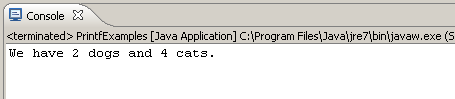 Console
<terminated> PrintfExamples [Java Application] C:\Program Files\Java\jre7\bin\javaw.exe (S
We have 2 dogs and 4 cats.